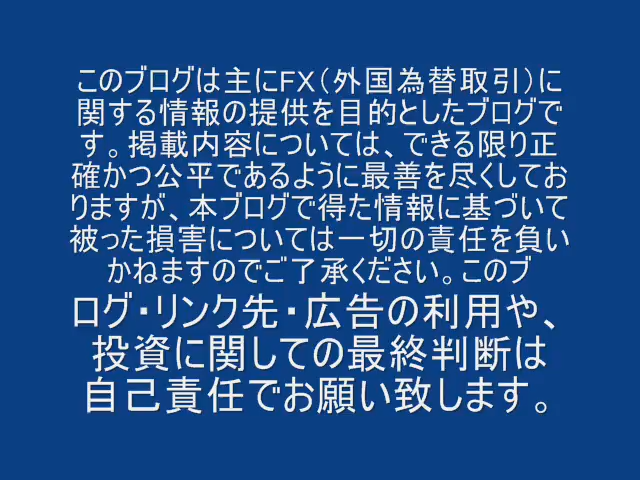 このブログは主にFX（外国為替取引）に
関する情報の提供を目的としたブログで
す。掲載内容については、できる限り正
確かつ公平であるように最善を尽くしてお
りますが、本ブログで得た情報に基づいて
被った損害については一切の責任を負い
かねますのでご了承ください。このブ
ログ・リンク先・広告の利用や、
投資に関しての最終判断は
自己責任でお願い致します。